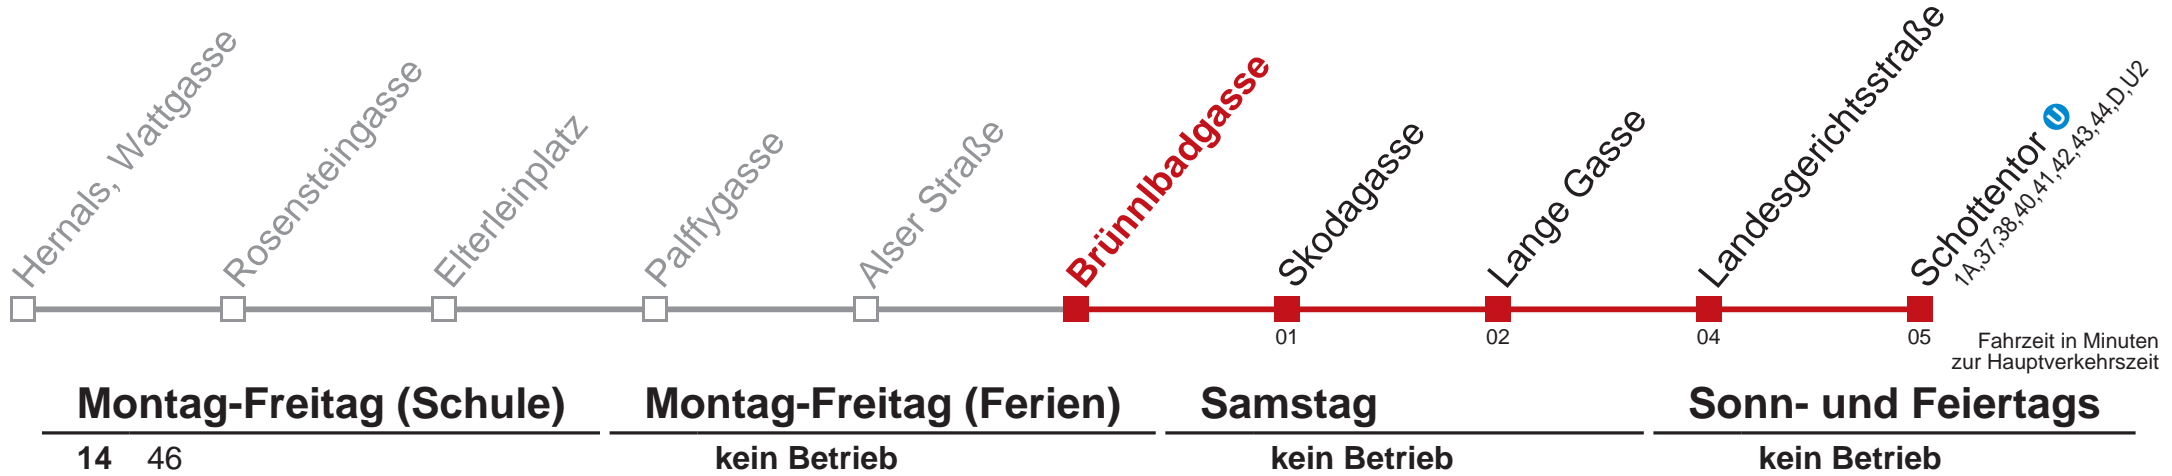 Hernals, Wattgasse
Rosensteingasse
Elterleinplatz
Palffygasse
Alser Straße
Brünnlbadgasse
Skodagasse
Lange Gasse
Landesgerichtsstraße
Schottentor U
1A,37,38,40,41,42,43,44,D,U2
01 02 04 05
Fahrzeit in Minuten
zur Hauptverkehrszeit
Montag-Freitag (Schule) Montag-Freitag (Ferien) Samstag Sonn- und Feiertags
14 46 kein Betrieb kein Betrieb kein Betrieb